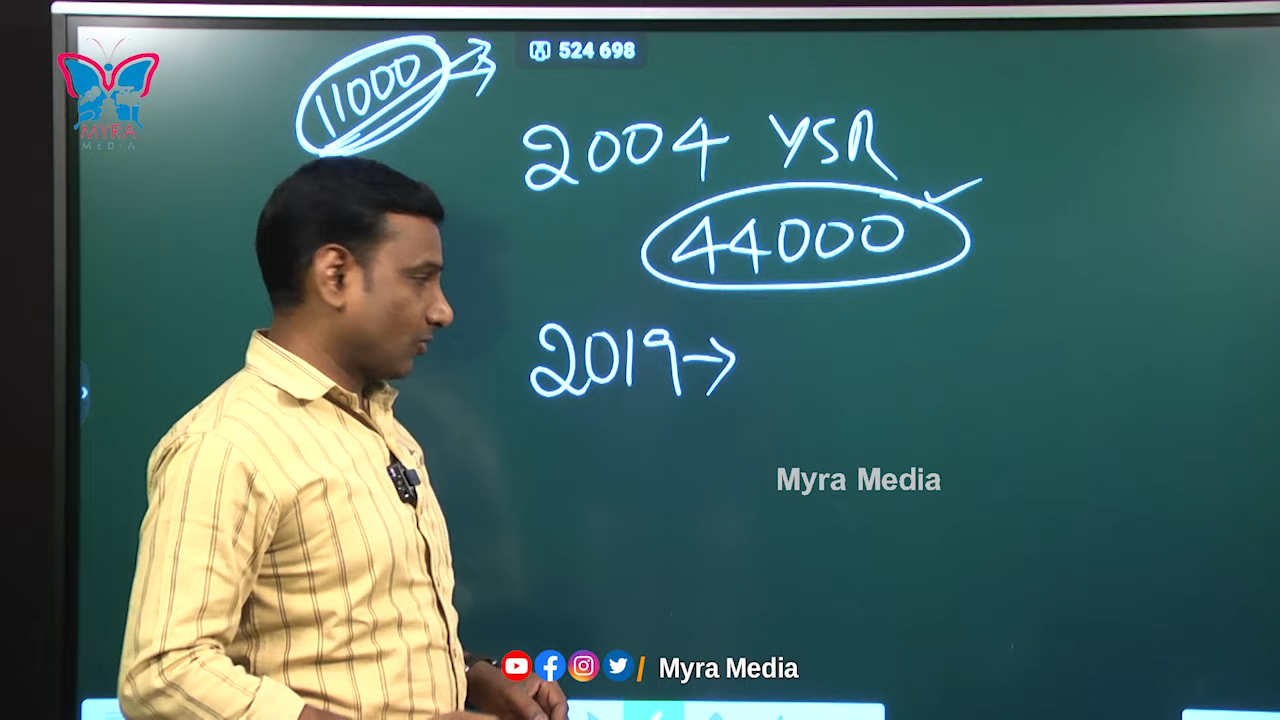 MYRA
MEDIA
11000
524 698
2004 YSR
44000
2019→
Myra Media
/ Myra Media